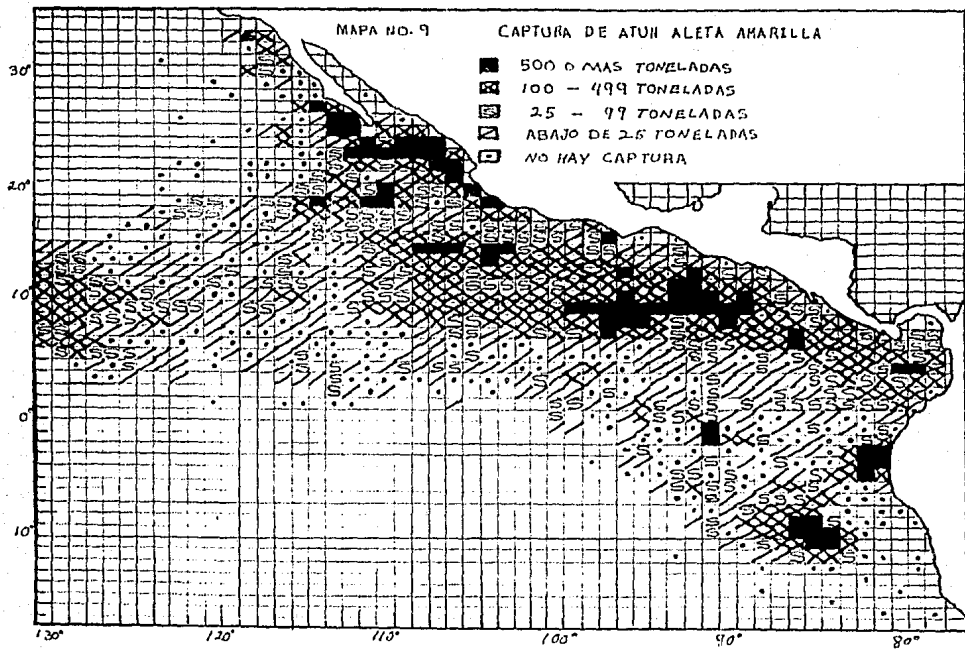 MAPA NO. 9
CAPTURA DE ATUN ALETA AMARILLA
500 O MAS TONELADAS
100 - 499 TONELADAS
25 - 99 TONELADAS
ABAJO DE 25 TONELADAS
NO HAY CAPTURA
30°
20°
10°
0°
10°
130° 120° 110° 100° 90° 80°